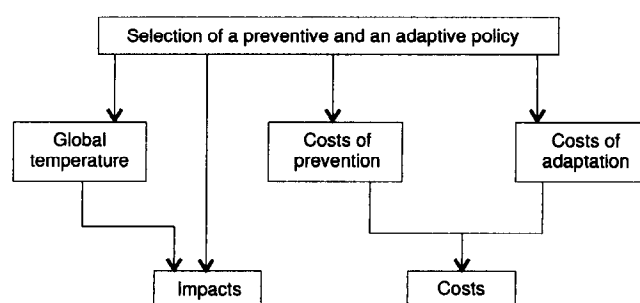 Selection of a preventive and an adaptive policy
Global
temperature
Costs of
prevention
Costs of
adaptation
Impacts
Costs